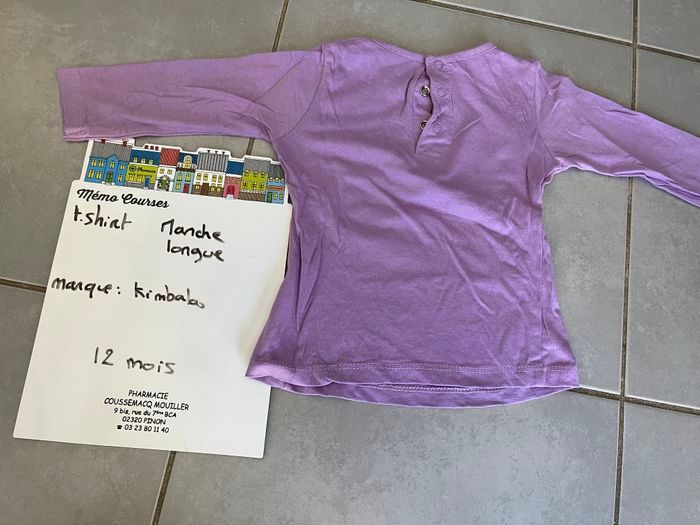 Mémo Courses
t.shirt Manche
longue
marque : Kimbaloo
12 mois
PHARMACIE
COUSSEMACQ MOUILLER
9 bis, rue du 7ème BCA
02320 PINON
☎ 03 23 80 11 40